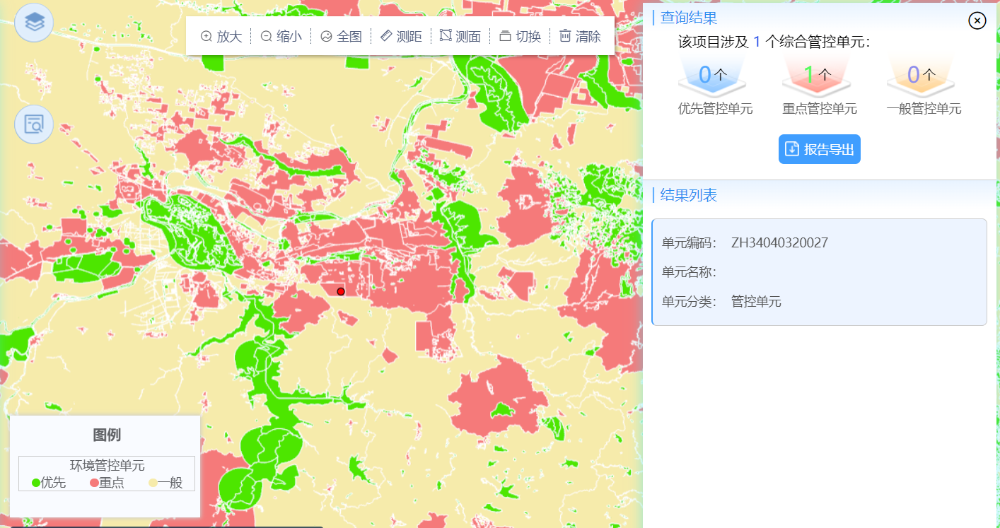 放大 缩小 全图 测距 测面 切换 清除
查询结果
该项目涉及 1 个综合管控单元：
0个 1个 0个
优先管控单元 重点管控单元 一般管控单元
报告导出
结果列表
单元编码： ZH34040320027
单元名称：
单元分类： 管控单元
图例
环境管控单元
优先 重点 一般